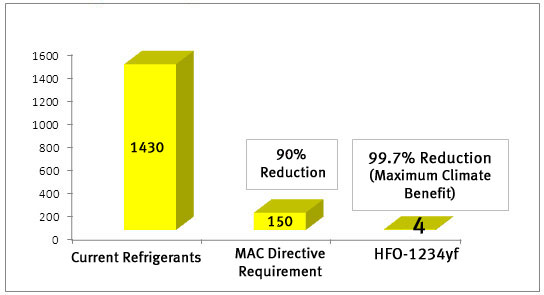 1600
1400
1200
1000
800
600
400
200
0
1430
150
4
90%
Reduction
99.7% Reduction
(Maximum Climate
Benefit)
Current Refrigerants
MAC Directive
Requirement
HFO-1234yf